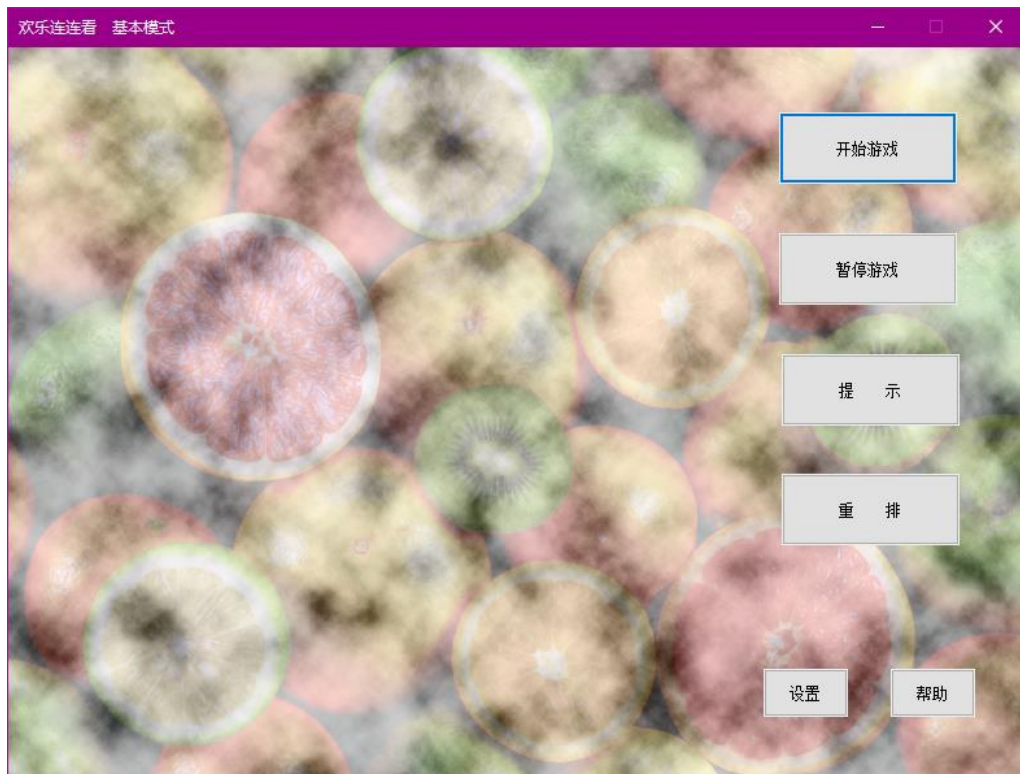 欢乐连连看 基本模式
开始游戏
暂停游戏
提 示
重 排
设置 帮助